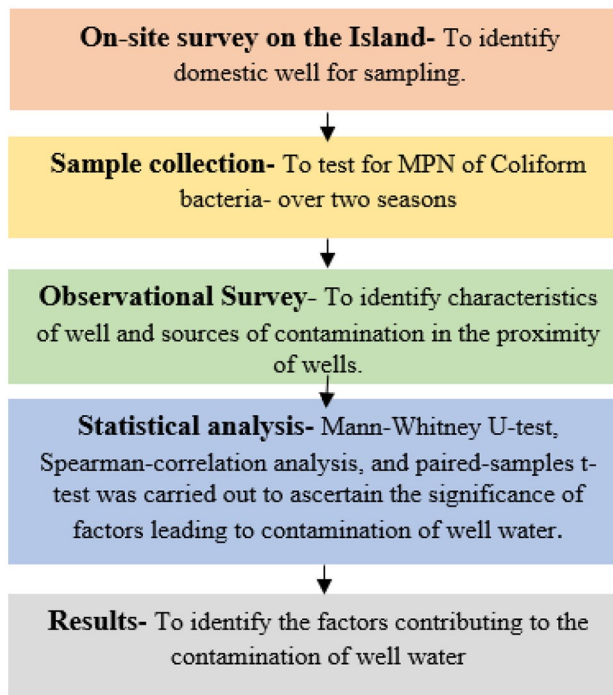 On-site survey on the Island- To identify
domestic well for sampling.
Sample collection- To test for MPN of Coliform
bacteria- over two seasons
Observational Survey- To identify characteristics
of well and sources of contamination in the proximity
of wells.
Statistical analysis- Mann-Whitney U-test,
Spearman-correlation analysis, and paired-samples t-
test was carried out to ascertain the significance of
factors leading to contamination of well water.
Results- To identify the factors contributing to the
contamination of well water